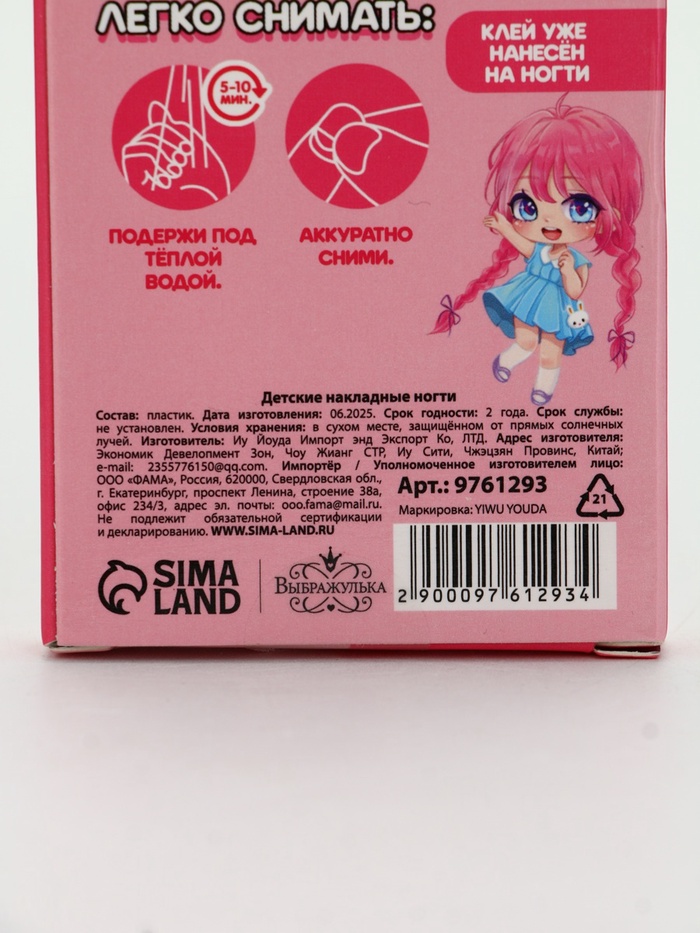 ЛЕГКО СНИМАТЬ:
КЛЕЙ УЖЕ
НАНЕСЁН
НА НОГТИ
5-10
МИН.
ПОДЕРЖИ ПОД
ТЁПЛОЙ
ВОДОЙ.
АККУРАТНО
СНИМИ.
Детские накладные ногти
Состав: пластик. Дата изготовления: 06.2025. Срок годности: 2 года. Срок службы:
не установлен. Условия хранения: в сухом месте, защищённом от прямых солнечных
лучей. Изготовитель: Иу Йоуда Импорт энд Экспорт Ко, ЛТД. Адрес изготовителя:
Экономик Девелопмент Зон, Чоу Жианг СТР, Иу Сити, Чжэцзян Провинс, Китай;
e-mail: 2355776150@qq.com. Импортёр / Уполномоченное изготовителем лицо:
ООО «ФАМА», Россия, 620000, Свердловская обл.,
г. Екатеринбург, проспект Ленина, строение 38а,
офис 234/3, адрес эл. почты: ooo.fama@mail.ru.
Не подлежит обязательной сертификации
и декларированию. WWW.SIMA-LAND.RU
Арт.: 9761293
Маркировка: YIWU YOUDA
21
SIMA
LAND
ВЫБРАЖУЛЬКА
2 900097 612934